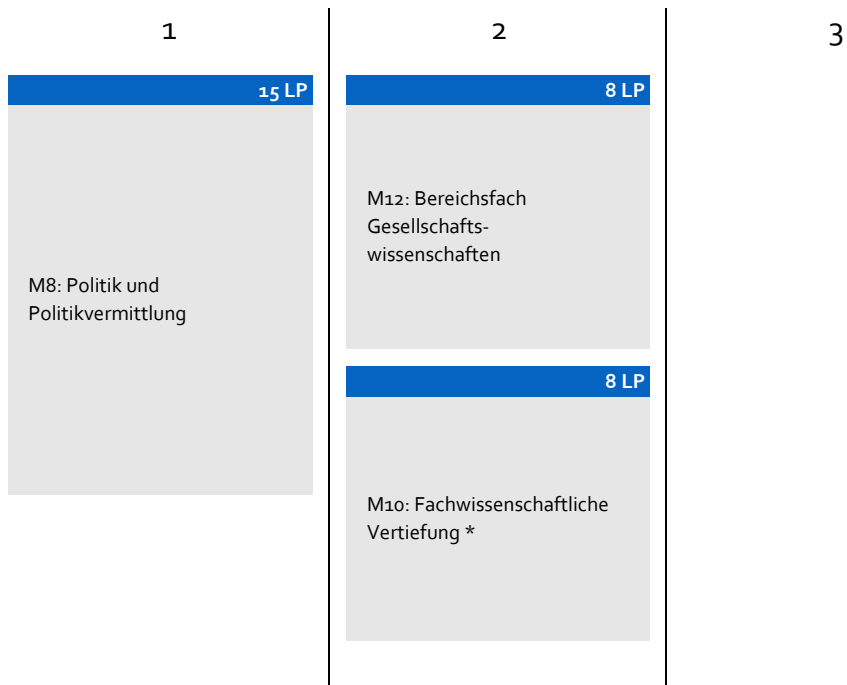 1
2
3
15 LP
M8: Politik und
Politikvermittlung
8 LP
M12: Bereichsfach
Gesellschafts-
wissenschaften
8 LP
M10: Fachwissenschaftliche
Vertiefung *